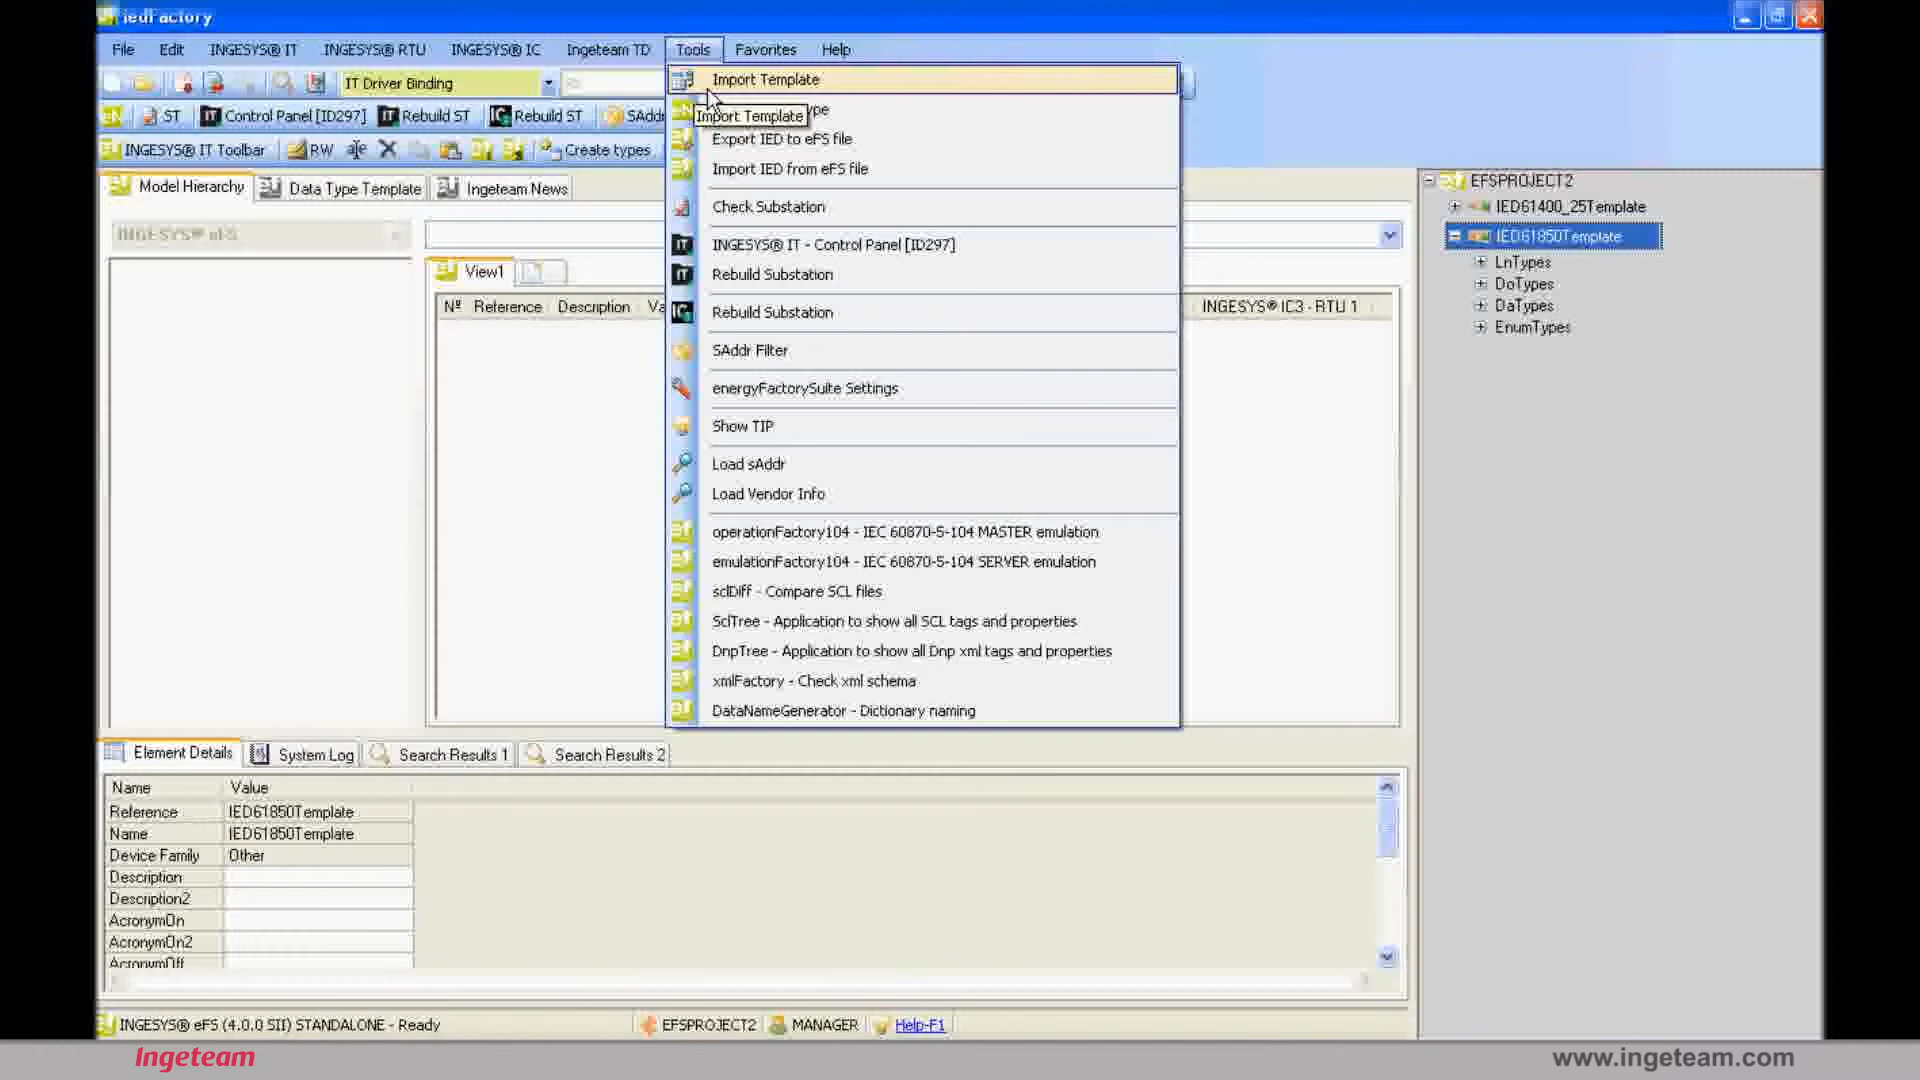 iedFactory
File Edit INGESYS® IT INGESYS® RTU INGESYS® IC Ingeteam TD Tools Favorites Help
IT Driver Binding
ST Control Panel [ID297] Rebuild ST Rebuild ST SAddr
INGESYS® IT Toolbar RW Create types
Model Hierarchy Data Type Template Ingeteam News
INGESYS® eFS
View1
Nº Reference Description Va INGESYS® IC3 - RTU 1
Import Template
Import Template
ype
Export IED to eFS file
Import IED from eFS file
Check Substation
INGESYS® IT - Control Panel [ID297]
Rebuild Substation
Rebuild Substation
SAddr Filter
energyFactorySuite Settings
Show TIP
Load sAddr
Load Vendor Info
operationFactory104 - IEC 60870-5-104 MASTER emulation
emulationFactory104 - IEC 60870-5-104 SERVER emulation
sclDiff - Compare SCL files
SclTree - Application to show all SCL tags and properties
DnpTree - Application to show all Dnp xml tags and properties
xmlFactory - Check xml schema
DataNameGenerator - Dictionary naming
EFSPROJECT2
IED61400_25Template
IED61850Template
LnTypes
DoTypes
DaTypes
EnumTypes
Element Details System Log Search Results 1 Search Results 2
Name Value
Reference IED61850Template
Name IED61850Template
Device Family Other
Description
Description2
AcronymOn
AcronymOn2
AcronymOff
INGESYS® eFS (4.0.0 SII) STANDALONE - Ready EFSPROJECT2 MANAGER Help-F1
Ingeteam www.ingeteam.com